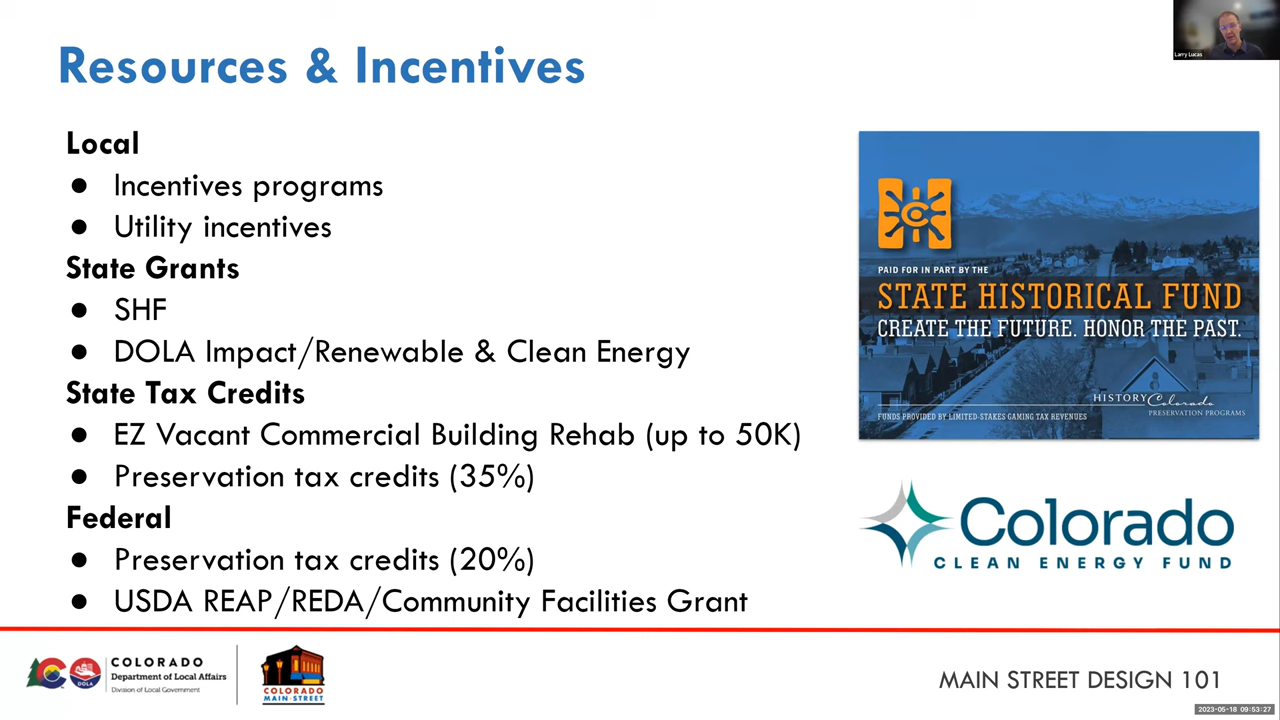 Resources & Incentives
Larry Lucas
Local
● Incentives programs
● Utility incentives
State Grants
● SHF
● DOLA Impact/Renewable & Clean Energy
State Tax Credits
● EZ Vacant Commercial Building Rehab (up to 50K)
● Preservation tax credits (35%)
Federal
● Preservation tax credits (20%)
● USDA REAP/REDA/Community Facilities Grant
PAID FOR IN PART BY THE
STATE HISTORICAL FUND
CREATE THE FUTURE. HONOR THE PAST.
HISTORY Colorado
PRESERVATION PROGRAMS
FUNDS PROVIDED BY LIMITED-STAKES GAMING TAX REVENUES
Colorado
CLEAN ENERGY FUND
DOLA
COLORADO
Department of Local Affairs
Division of Local Government
COLORADO
MAIN STREET
MAIN STREET DESIGN 101
2023-05-18 09:53:27